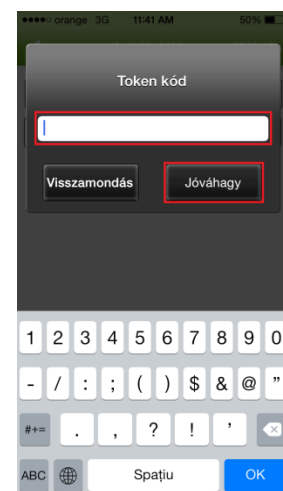 orange 3G 11:41 AM 50%
Token kód
Visszamondás Jóváhagy
1 2 3 4 5 6 7 8 9 0
- / : ; ( ) $ & @ "
#+= . , ? ! '
ABC Spațiu OK